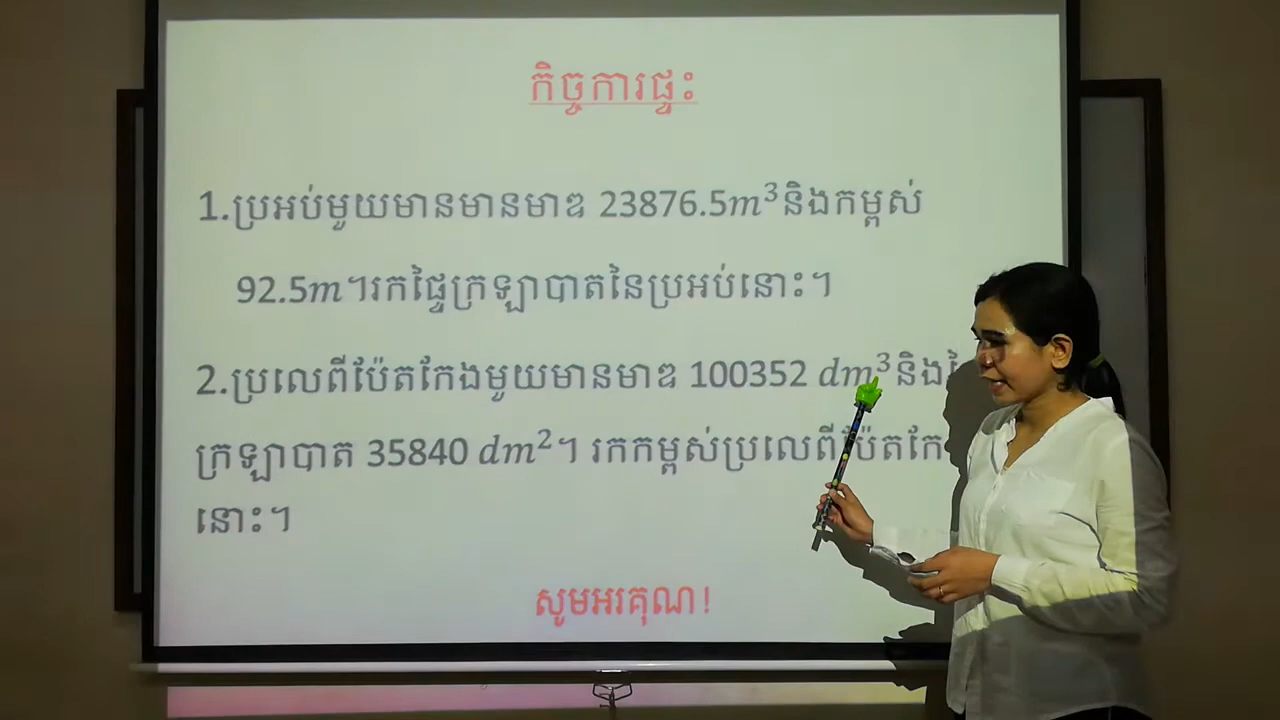 កិច្ចការផ្ទះ
1.ប្រអប់មួយមានមានមាឌ 23876.5m³និងកម្ពស់
92.5m។រកផ្ទៃក្រឡាបាតនៃប្រអប់នោះ។
2.ប្រលេពីប៉ែតកែងមួយមានមាឌ 100352 dm³និង
ក្រឡាបាត 35840 dm²។ រកកម្ពស់ប្រលេពីប៉ែតកែ
នោះ។
សូមអរគុណ!